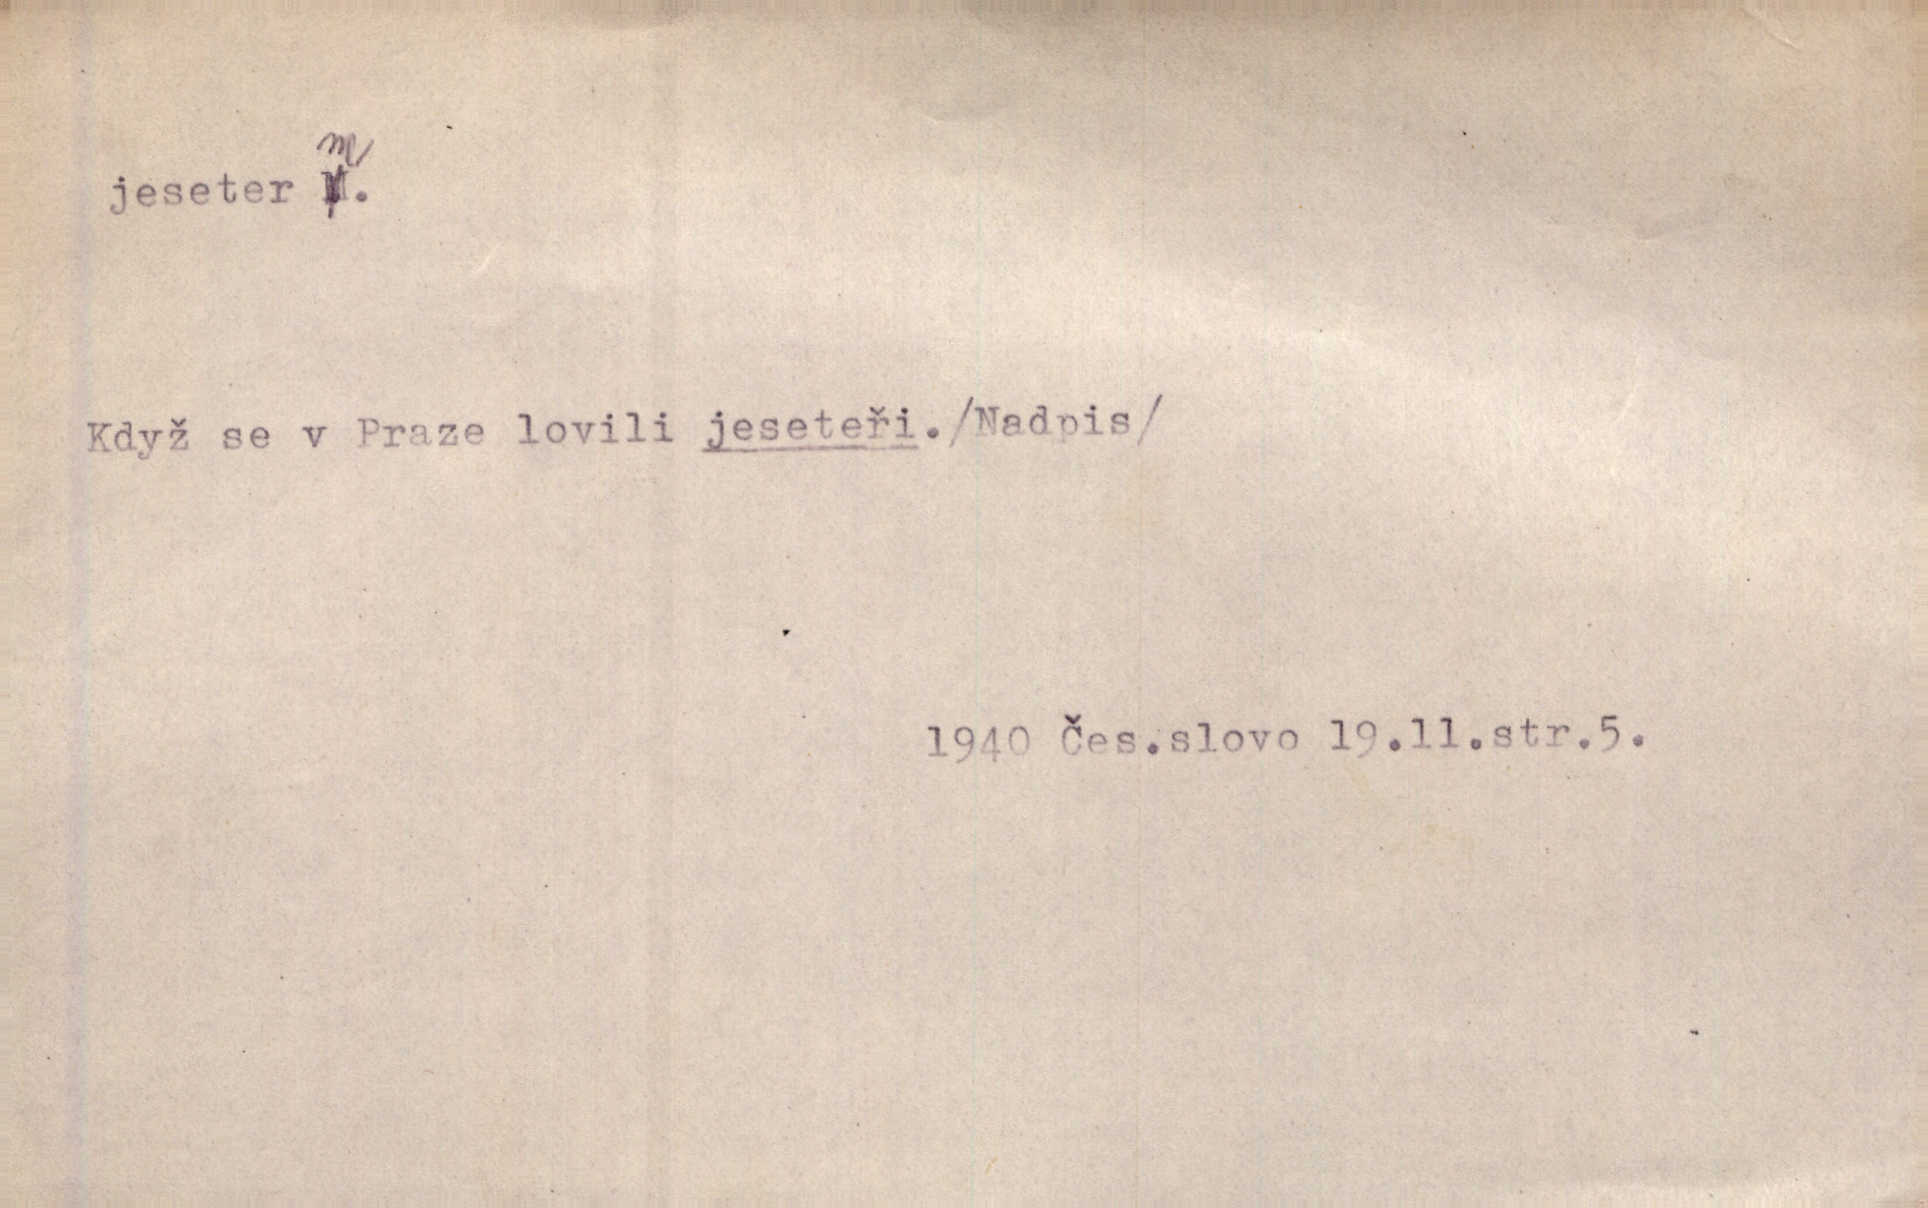 jeseter m.
Když se v Praze lovili jeseteři./Nadpis/
1940 Čes.slovo 19.11.str.5.